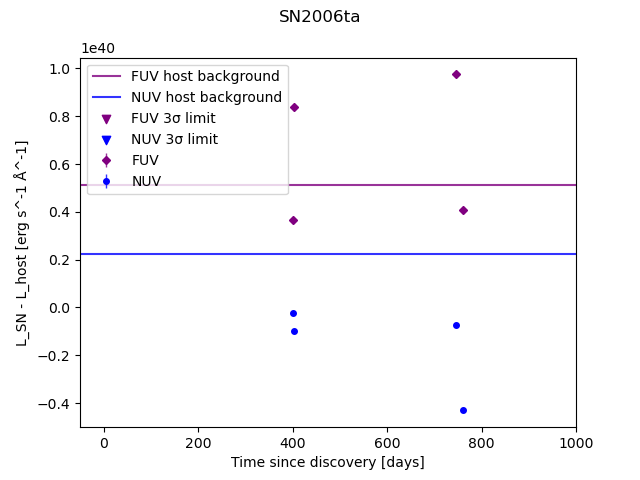 SN2006ta
1e40
1.0
0.8
0.6
0.4
0.2
0.0
−0.2
−0.4
L_SN - L_host [erg s^-1 Å^-1]
FUV host background
NUV host background
FUV 3σ limit
NUV 3σ limit
FUV
NUV
0 200 400 600 800 1000
Time since discovery [days]